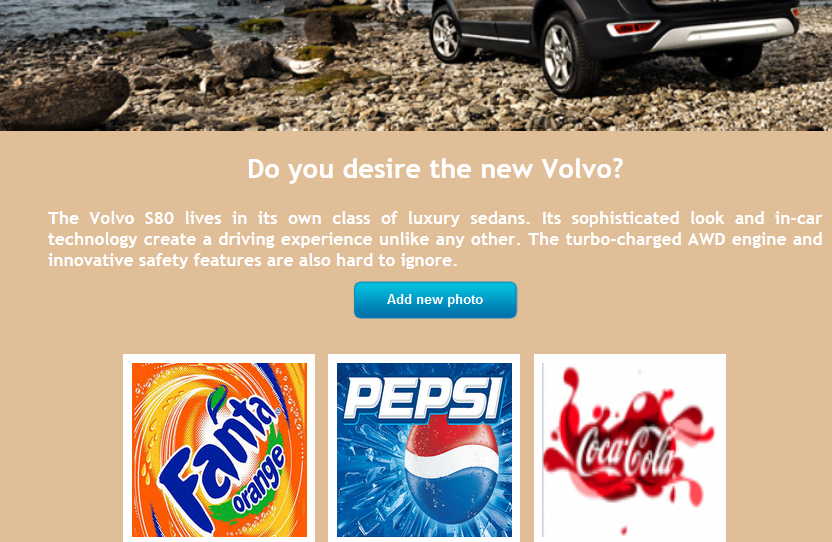 Do you desire the new Volvo?
The Volvo S80 lives in its own class of luxury sedans. Its sophisticated look and in-car
technology create a driving experience unlike any other. The turbo-charged AWD engine and
innovative safety features are also hard to ignore.
Add new photo
Fanta
orange
PEPSI
Coca-Cola